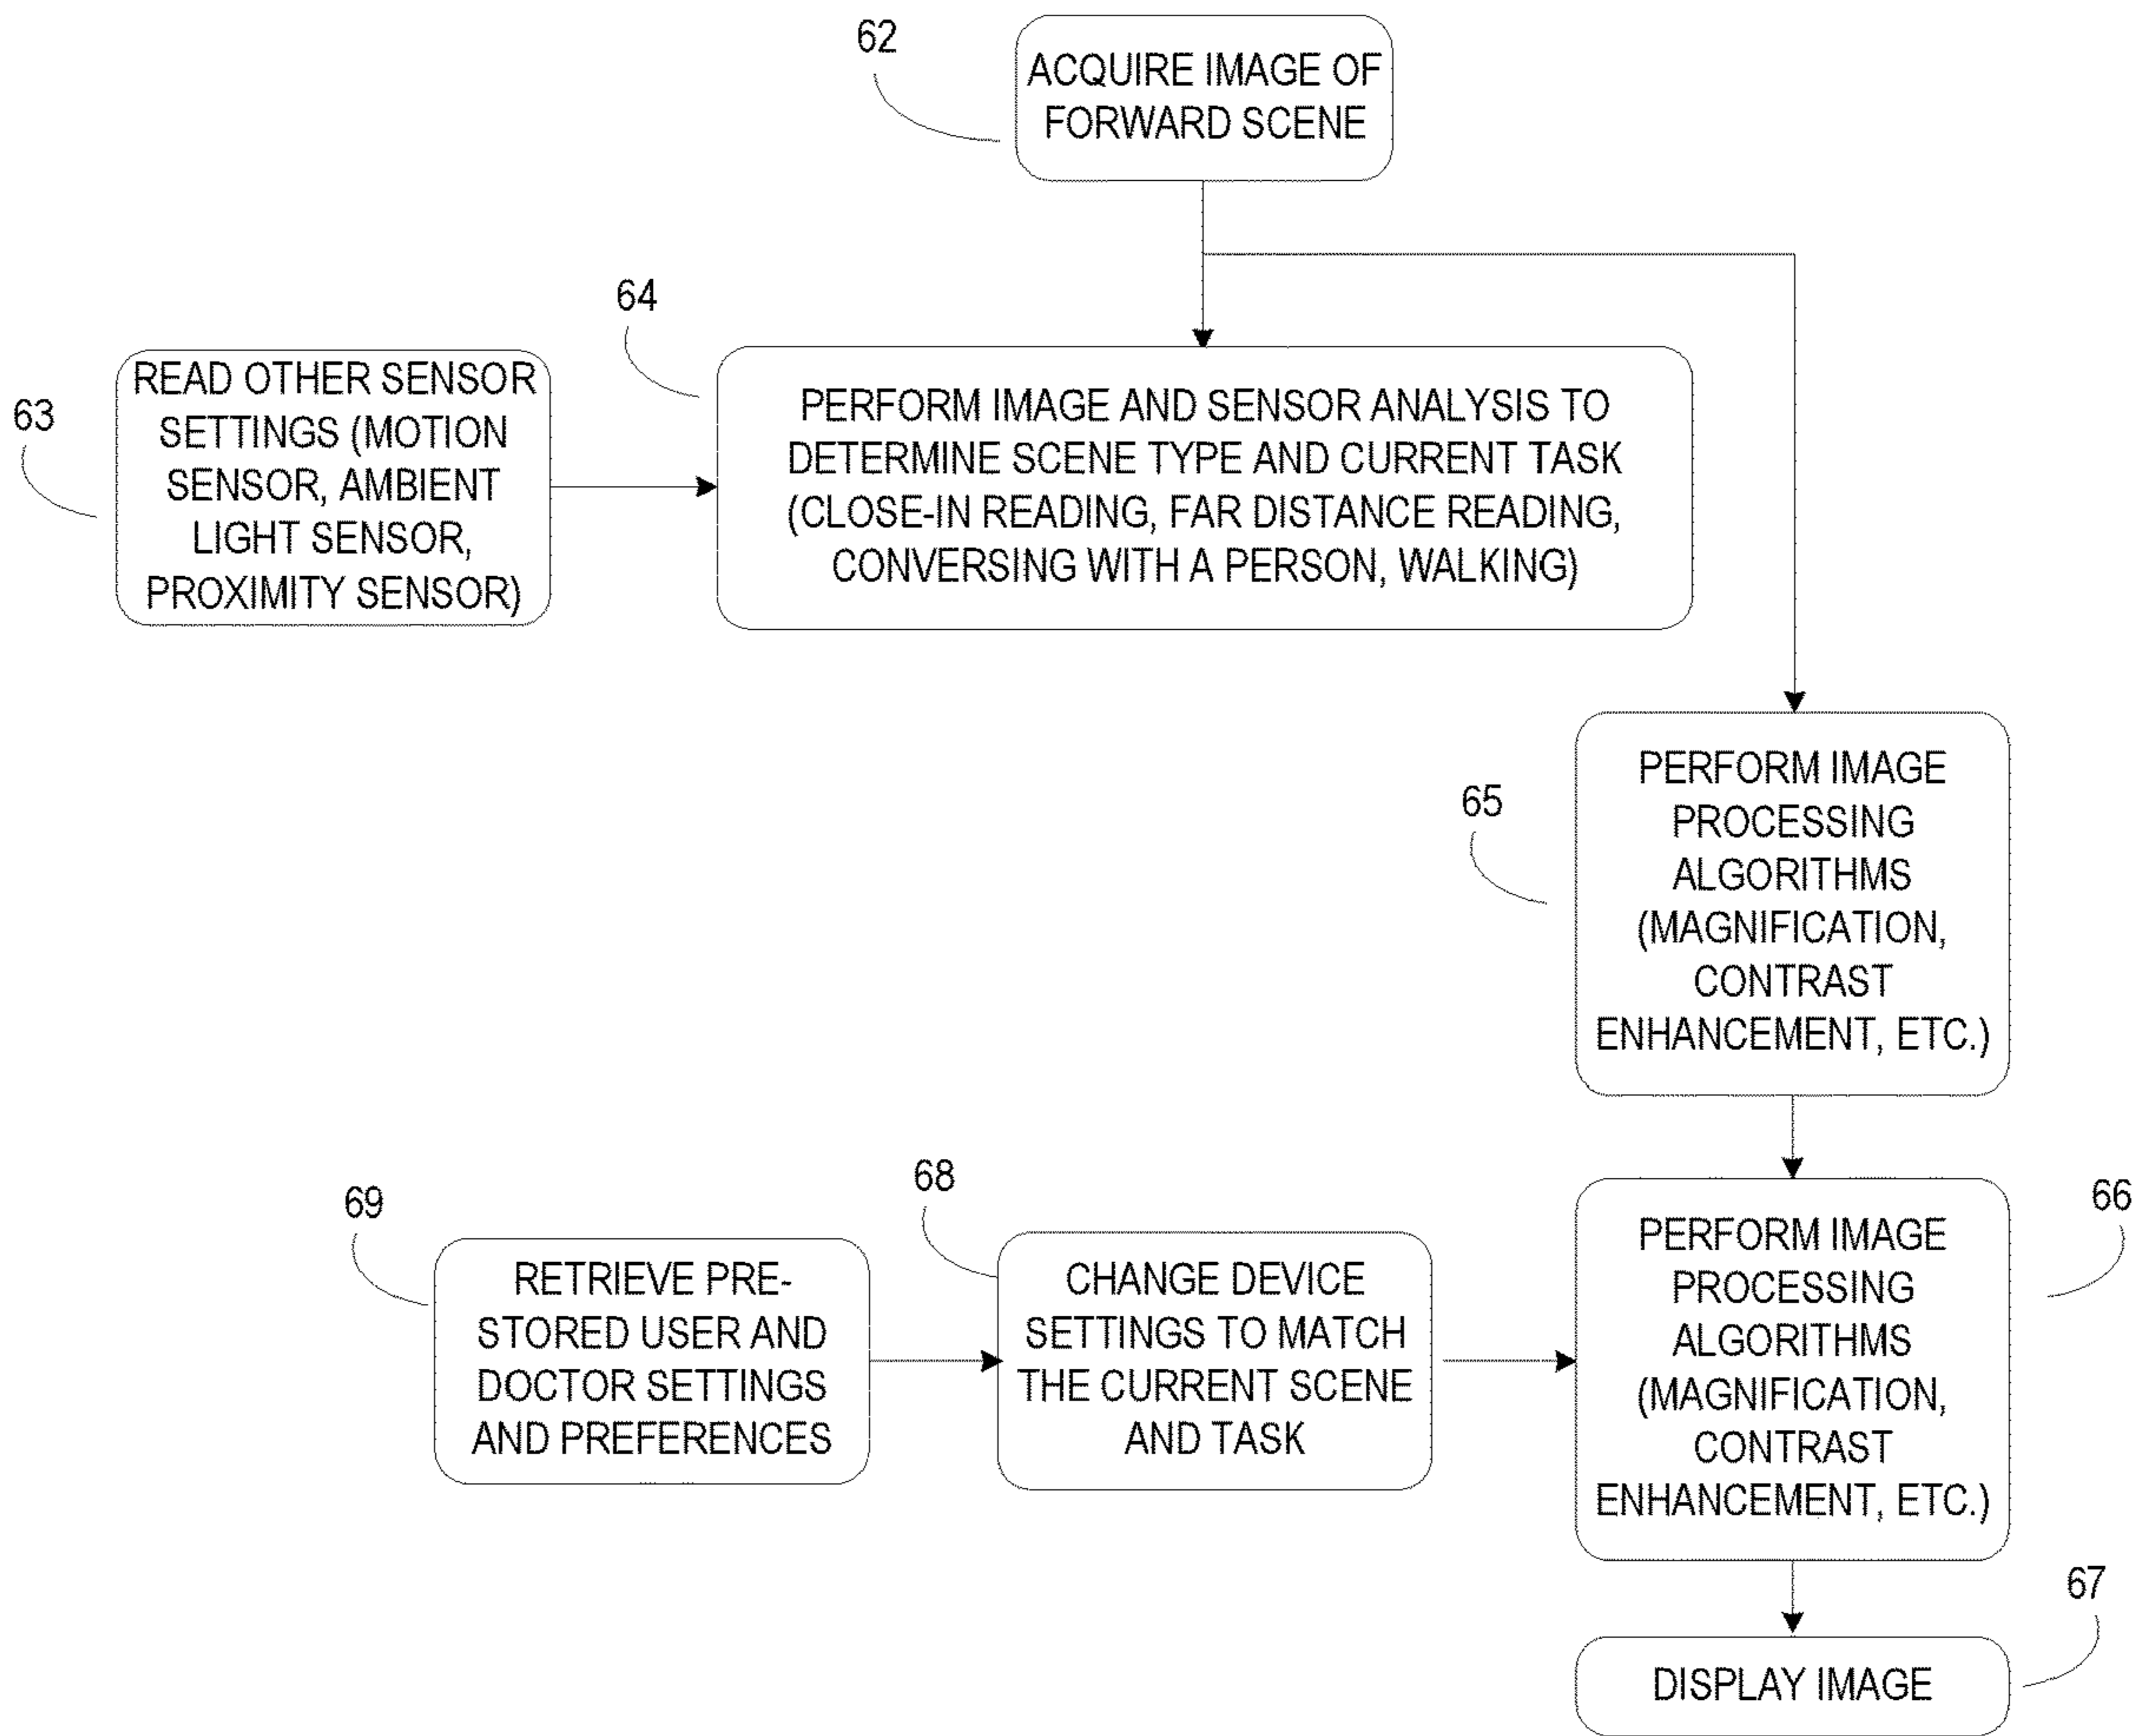 62
ACQUIRE IMAGE OF
FORWARD SCENE
63
READ OTHER SENSOR
SETTINGS (MOTION
SENSOR, AMBIENT
LIGHT SENSOR,
PROXIMITY SENSOR)
64
PERFORM IMAGE AND SENSOR ANALYSIS TO
DETERMINE SCENE TYPE AND CURRENT TASK
(CLOSE-IN READING, FAR DISTANCE READING,
CONVERSING WITH A PERSON, WALKING)
65
PERFORM IMAGE
PROCESSING
ALGORITHMS
(MAGNIFICATION,
CONTRAST
ENHANCEMENT, ETC.)
69
RETRIEVE PRE-
STORED USER AND
DOCTOR SETTINGS
AND PREFERENCES
68
CHANGE DEVICE
SETTINGS TO MATCH
THE CURRENT SCENE
AND TASK
66
PERFORM IMAGE
PROCESSING
ALGORITHMS
(MAGNIFICATION,
CONTRAST
ENHANCEMENT, ETC.)
67
DISPLAY IMAGE